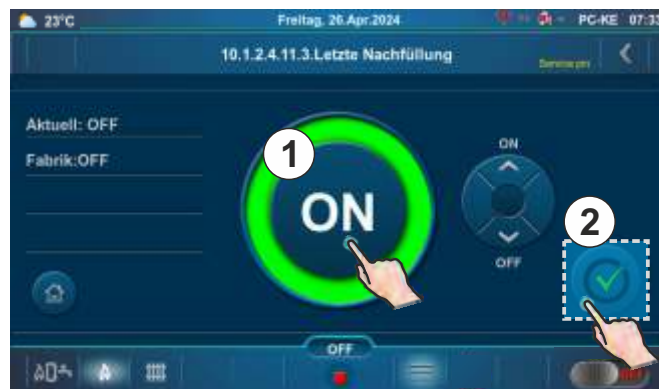 23°C Freitag, 26.Apr.2024 PC-KE 07:33
10.1.2.4.11.3.Letzte Nachfüllung
Aktuell: OFF
Fabrik:OFF
1
ON
ON
OFF
2
OFF